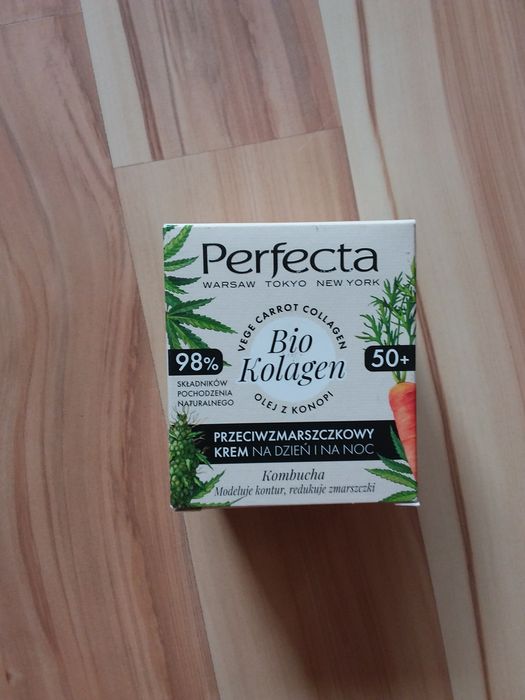 Perfecta
WARSAW TOKYO NEW YORK
VEGE CARROT COLLAGEN
Bio
Kolagen
OLEJ Z KONOPI
98%
SKŁADNIKÓW
POCHODZENIA
NATURALNEGO
50+
PRZECIWZMARSZCZKOWY
KREM NA DZIEŃ I NA NOC
Kombucha
Modeluje kontur, redukuje zmarszczki